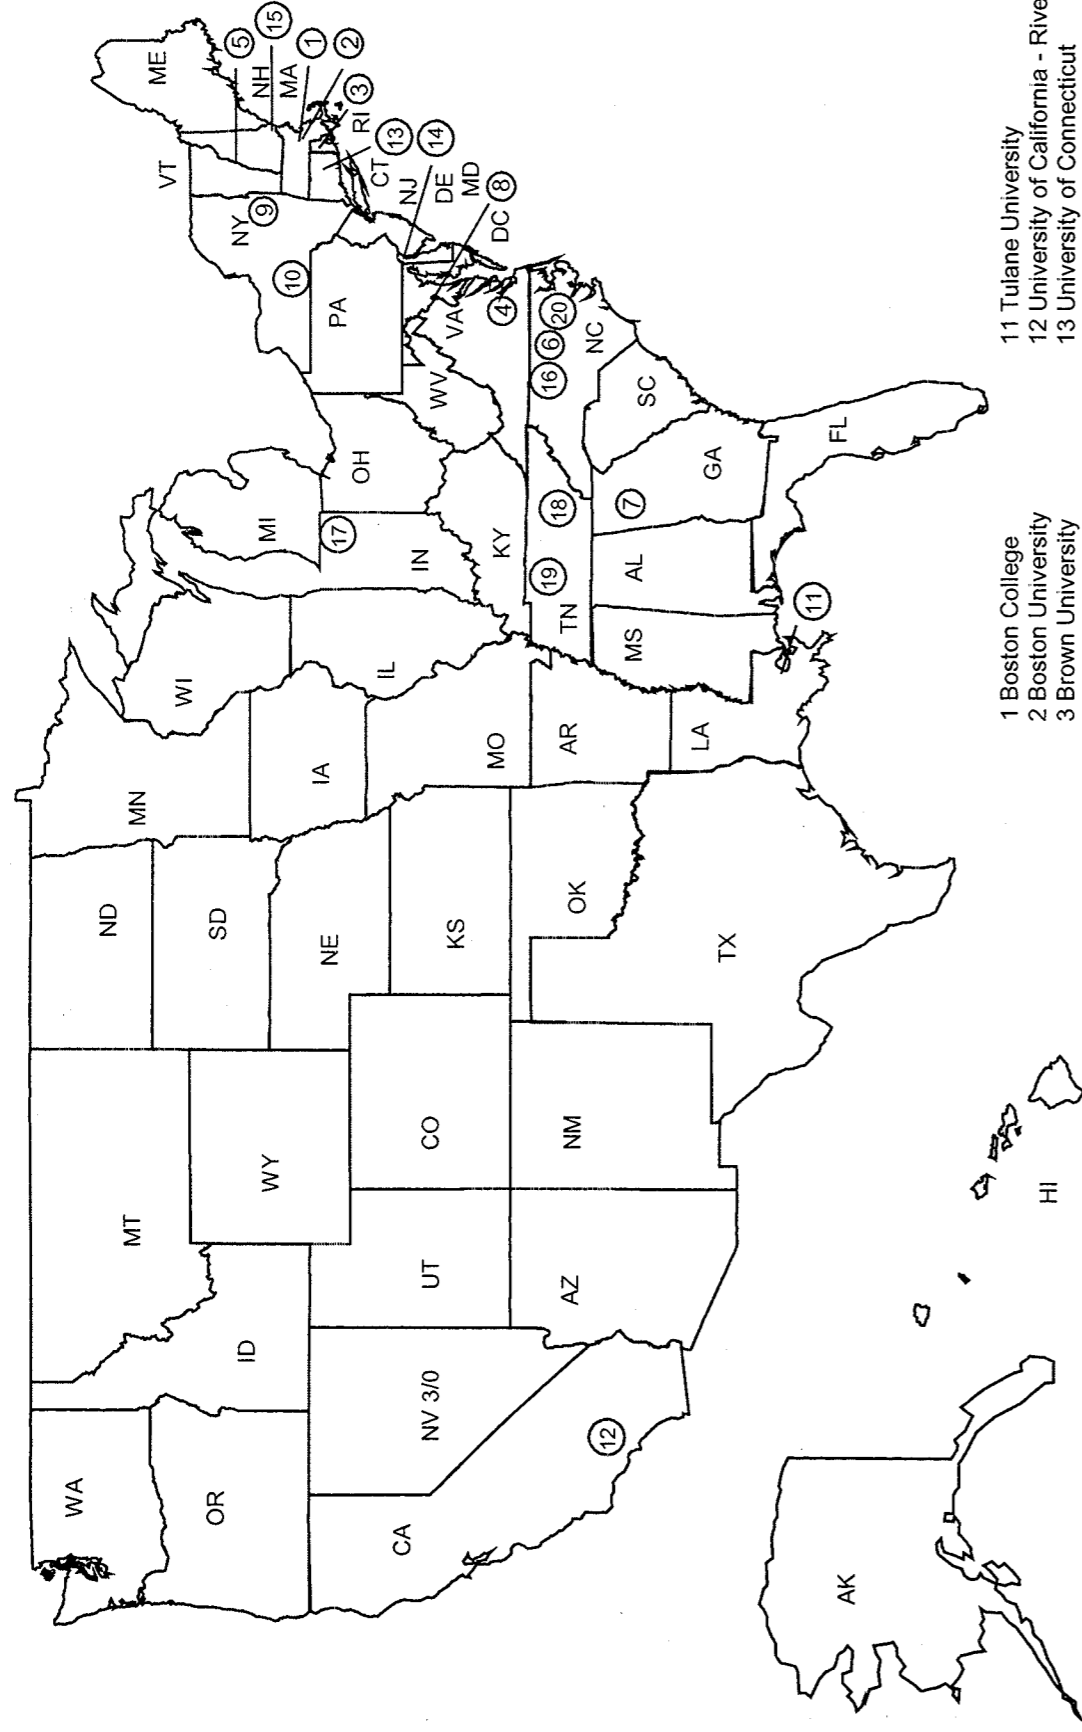 WA
MT
ND
MN
ME
VT
OR
ID
WY
SD
WI
MI
NY
9
5
NH
15
MA
1
2
NV 3/0
UT
CO
NE
IA
IL
IN
17
OH
PA
10
RI
3
CT
13
NJ
14
DE
MD
DC
8
CA
KS
MO
KY
WV
VA
4
12
AZ
NM
OK
AR
TN
19
18
16
6
20
NC
TX
LA
MS
AL
7
GA
SC
11
FL
AK
HI
1 Boston College
2 Boston University
3 Brown University
11 Tulane University
12 University of California - Rive
13 University of Connecticut